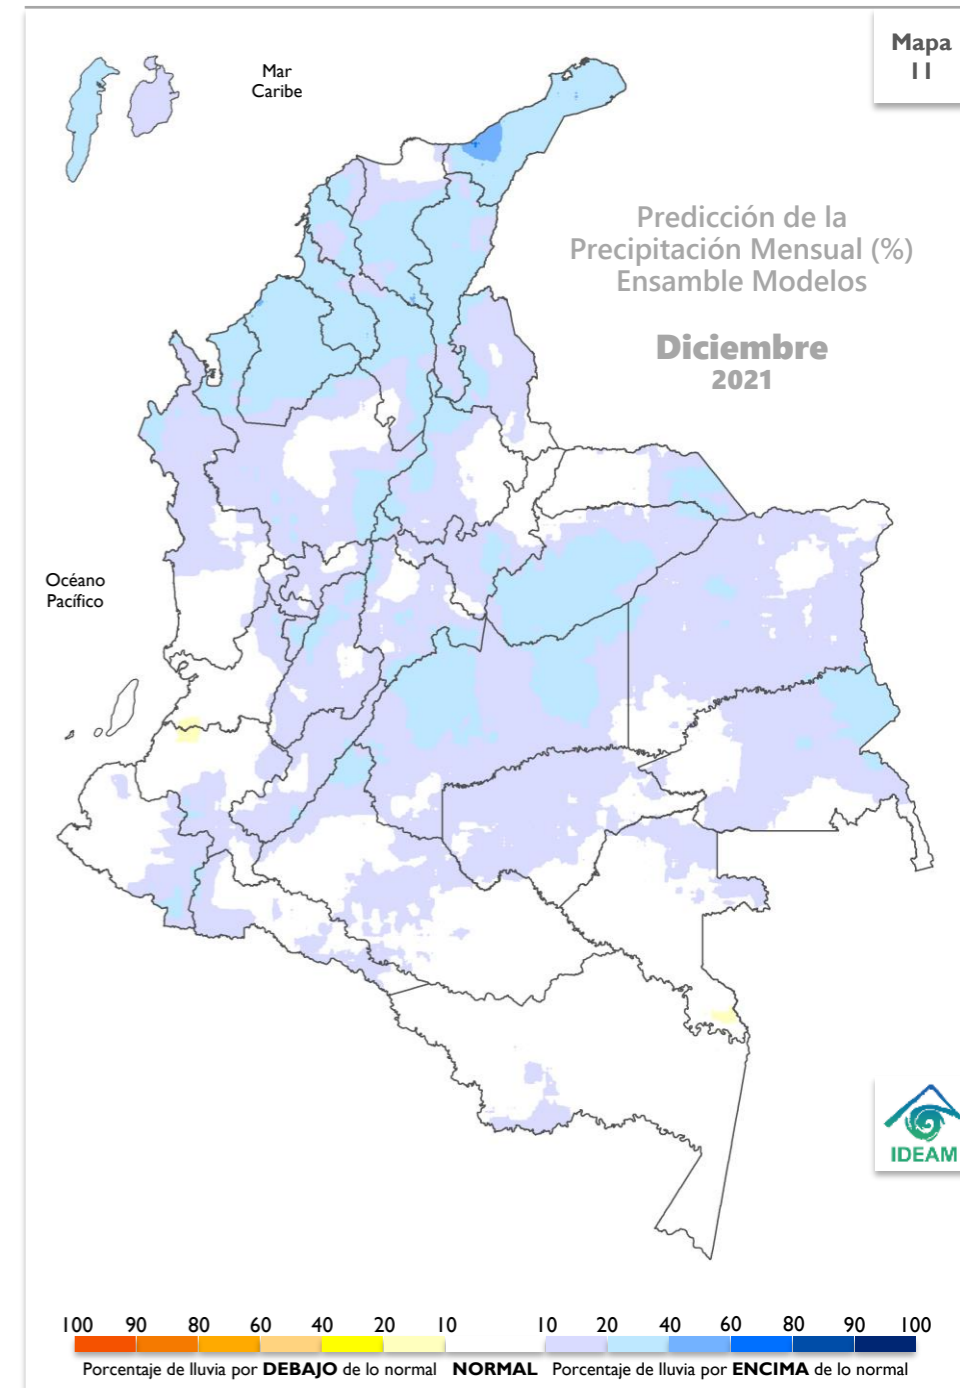 Mapa
11
Mar
Caribe
Predicción de la
Precipitación Mensual (%)
Ensamble Modelos
Diciembre
2021
Océano
Pacífico
IDEAM
100 90 80 60 40 20 10 10 20 40 60 80 90 100
Porcentaje de lluvia por DEBAJO de lo normal NORMAL Porcentaje de lluvia por ENCIMA de lo normal